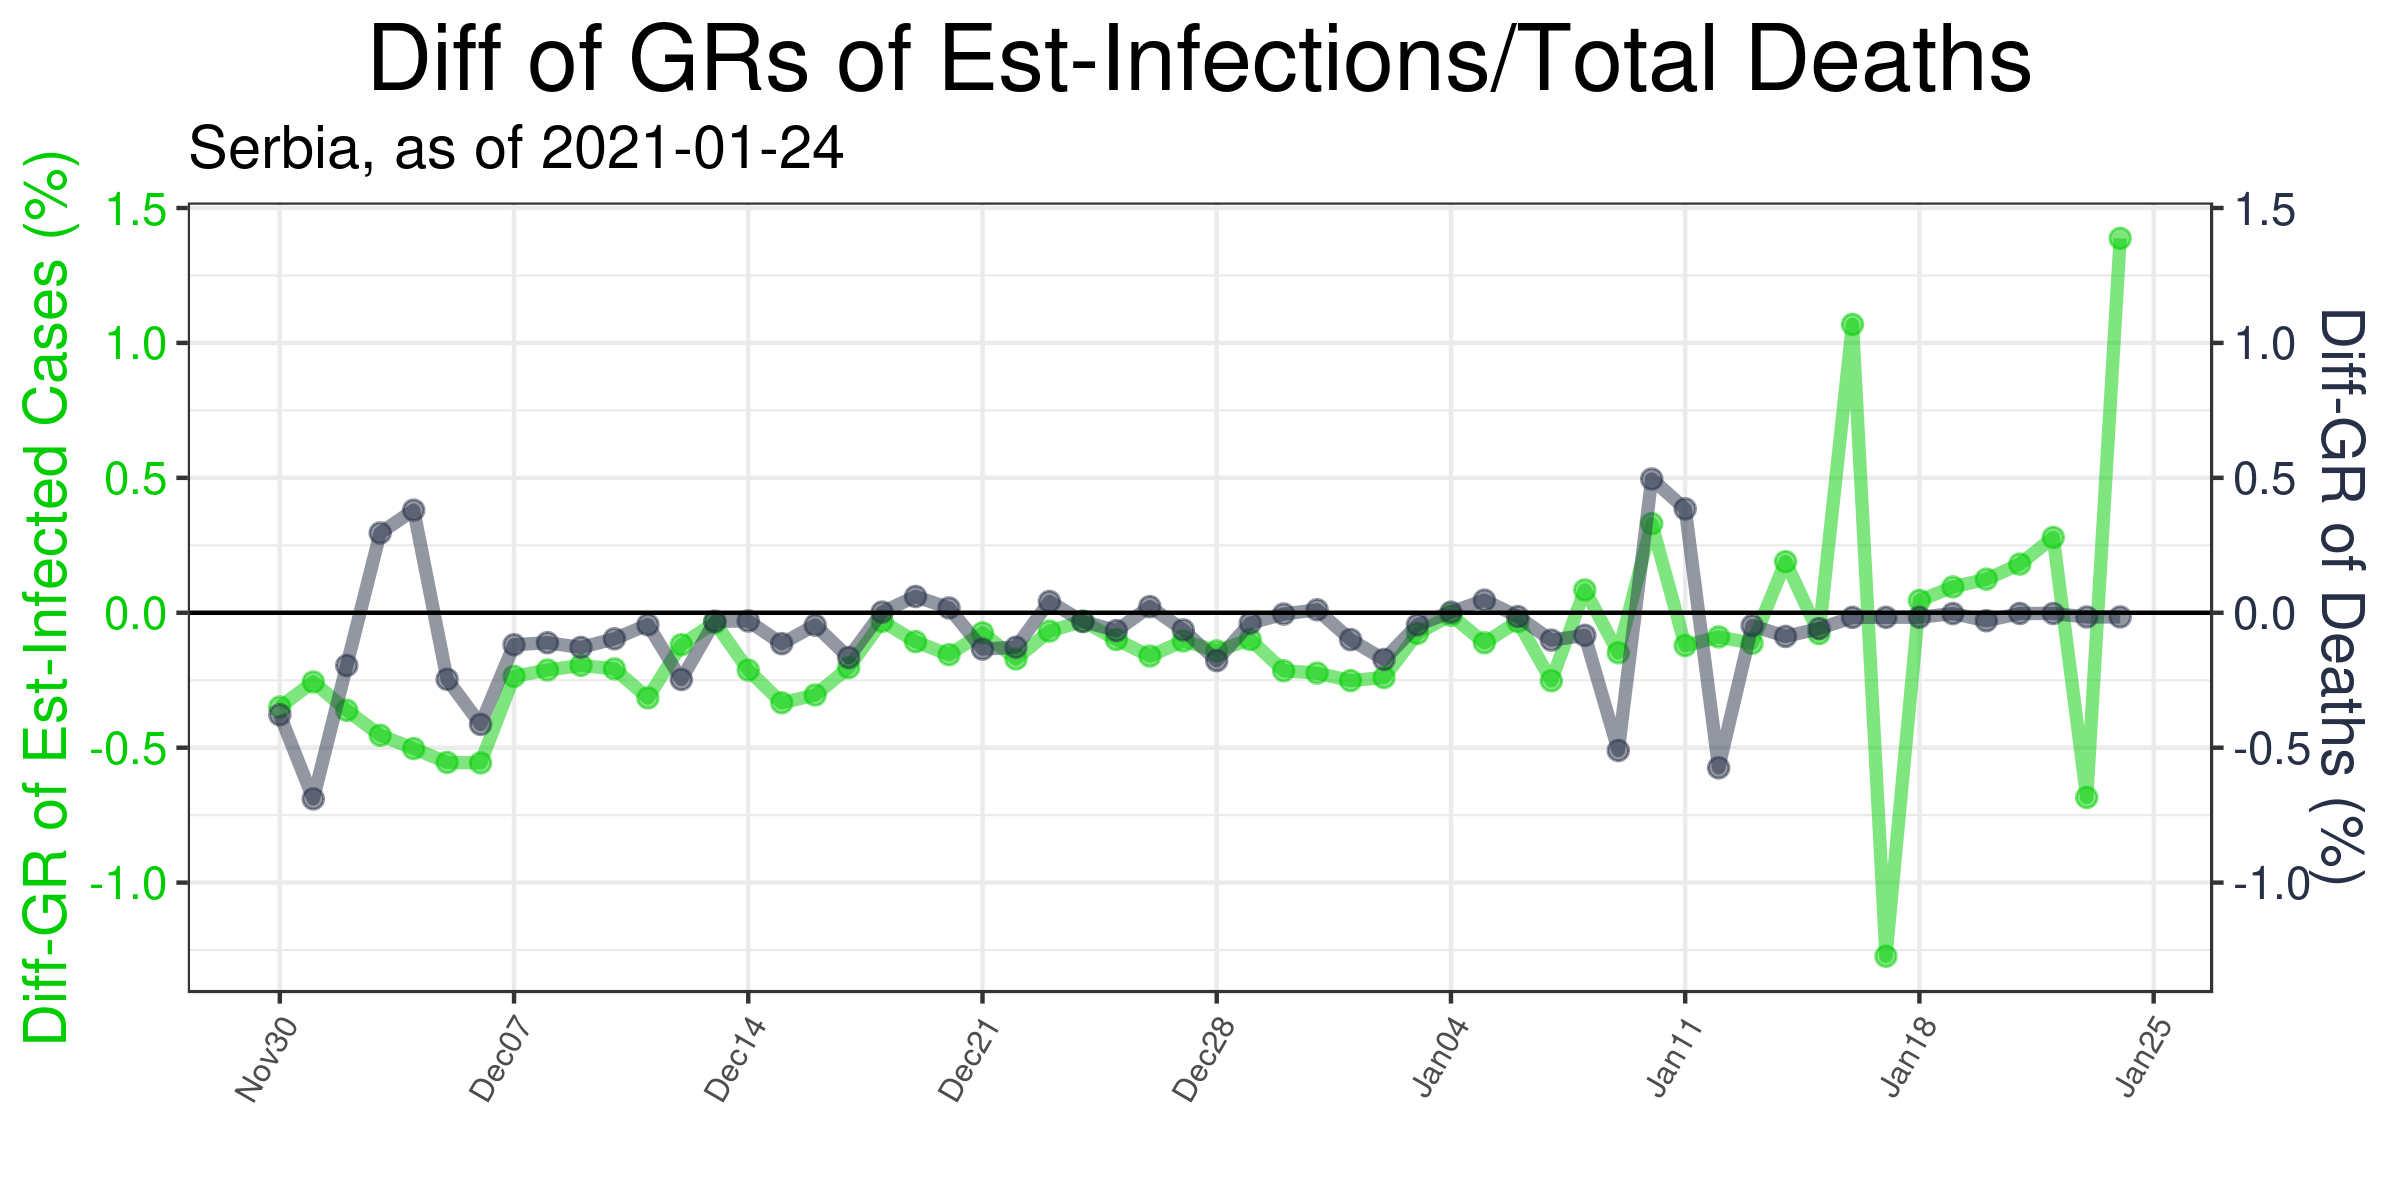 Diff of GRs of Est-Infections/Total Deaths
Serbia, as of 2021-01-24
Diff-GR of Est-Infected Cases (%)
1.5
1.0
0.5
0.0
-0.5
-1.0
1.5
1.0
0.5
0.0
-0.5
-1.0
Diff-GR of Deaths (%)
Nov30
Dec07
Dec14
Dec21
Dec28
Jan04
Jan11
Jan18
Jan25